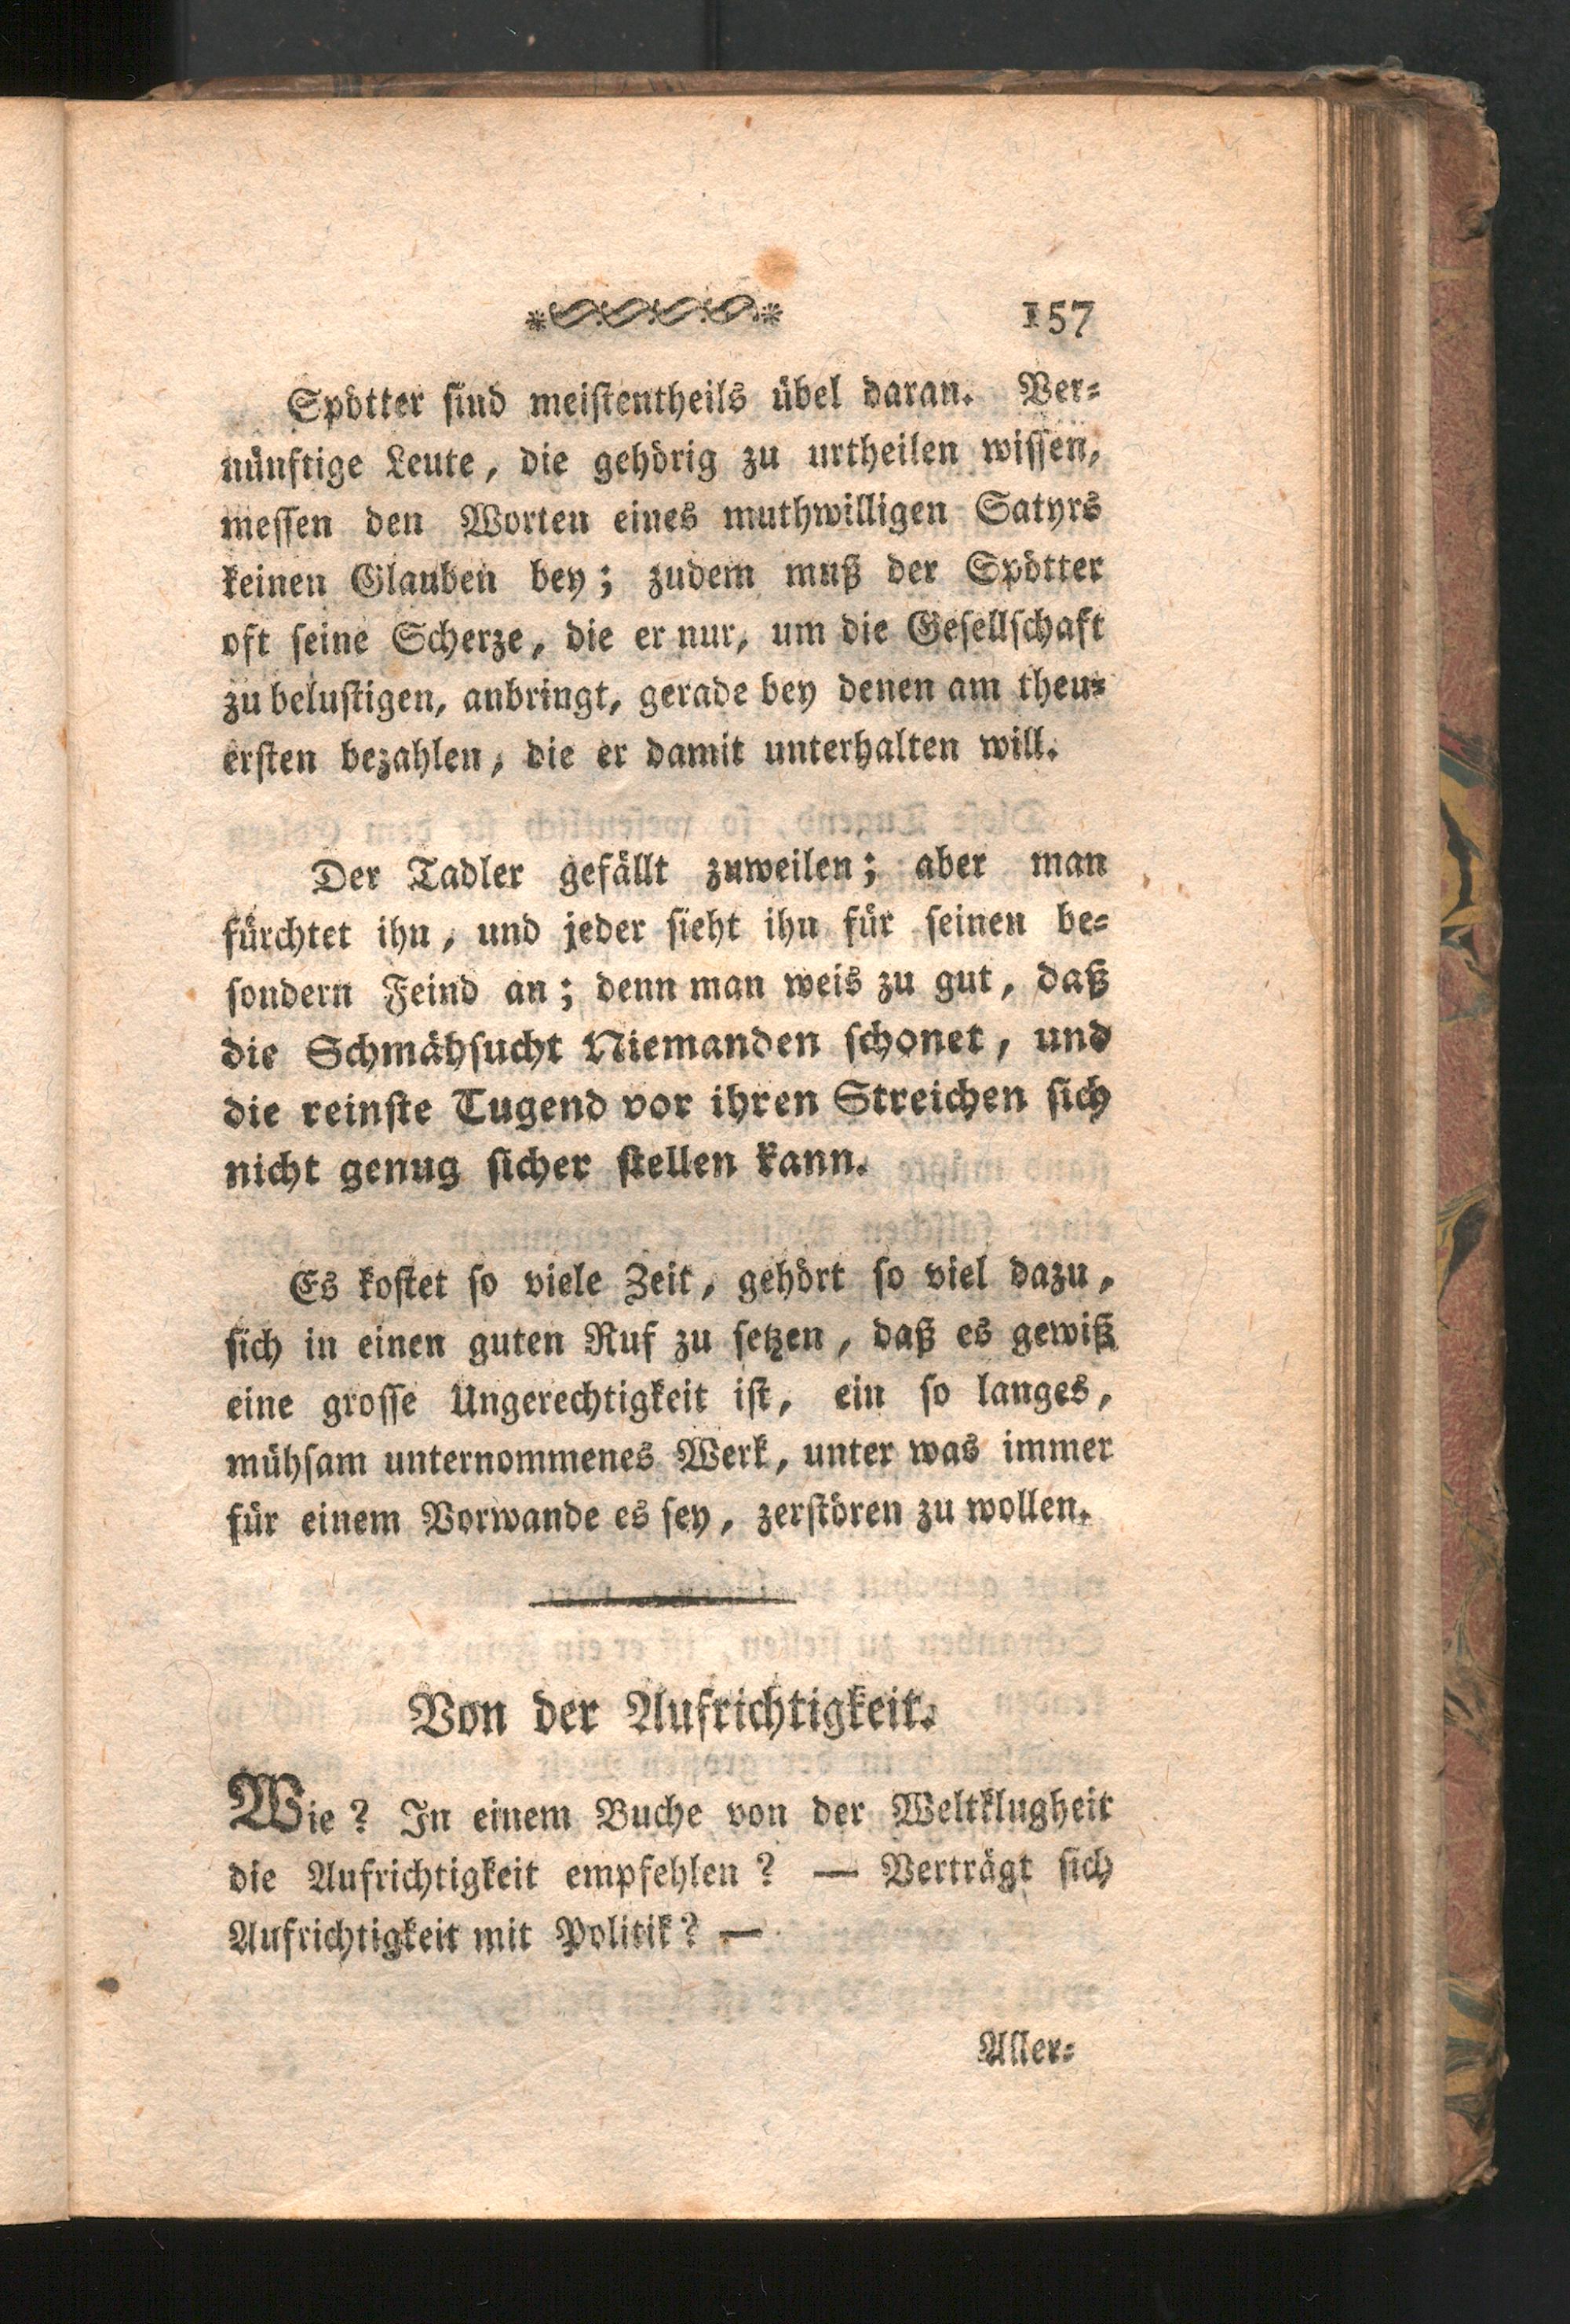 157
Spötter sind meistentheils übel daran. Ver=
nünftige Leute, die gehörig zu urtheilen wissen,
messen den Worten eines muthwilligen Satyrs
keinen Glauben bey; zudem muß der Spötter
oft seine Scherze, die er nur, um die Gesellschaft
zu belustigen, anbringt, gerade bey denen am theu=
ersten bezahlen, die er damit unterhalten will.
Der Tadler gefällt zuweilen; aber man
fürchtet ihn, und jeder sieht ihn für seinen be=
sondern Feind an; denn man weis zu gut, daß
die Schmähsucht Niemanden schonet, und
die reinste Tugend vor ihren Streichen sich
nicht genug sicher stellen kann.
Es kostet so viele Zeit, gehört so viel dazu,
sich in einen guten Ruf zu setzen, daß es gewiß
eine grosse Ungerechtigkeit ist, ein so langes,
mühsam unternommenes Werk, unter was immer
für einem Vorwande es sey, zerstören zu wollen.
Von der Aufrichtigkeit.
Wie? In einem Buche von der Weltklugheit
die Aufrichtigkeit empfehlen? — Verträgt sich
Aufrichtigkeit mit Politik? —
Aller=